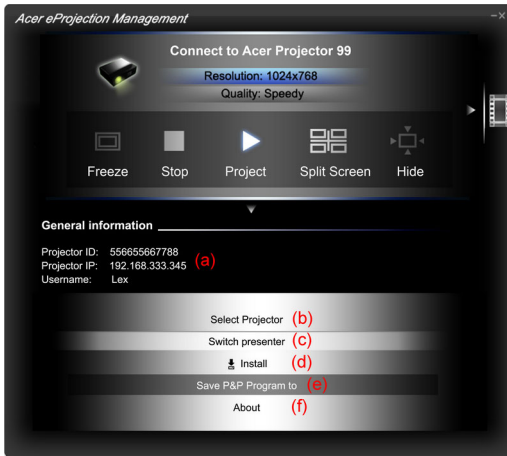 Acer eProjection Management
Connect to Acer Projector 99
Resolution: 1024x768
Quality: Speedy
Freeze Stop Project Split Screen Hide
General information
Projector ID: 556655667788
Projector IP: 192.168.333.345 (a)
Username: Lex
Select Projector (b)
Switch presenter (c)
Install (d)
Save P&P Program to (e)
About (f)